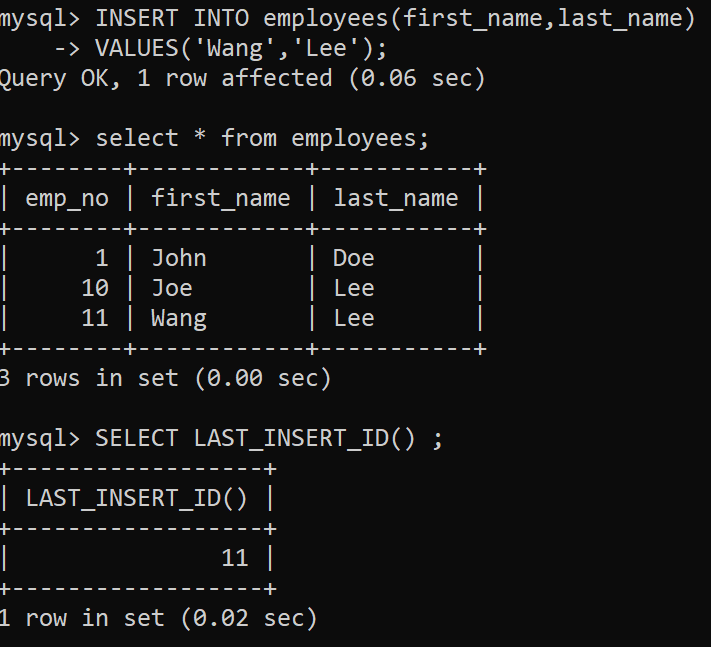 mysql> INSERT INTO employees(first_name,last_name)
    -> VALUES('Wang','Lee');
Query OK, 1 row affected (0.06 sec)

mysql> select * from employees;
+--------+------------+-----------+
| emp_no | first_name | last_name |
+--------+------------+-----------+
|      1 | John       | Doe       |
|     10 | Joe        | Lee       |
|     11 | Wang       | Lee       |
+--------+------------+-----------+
3 rows in set (0.00 sec)

mysql> SELECT LAST_INSERT_ID() ;
+------------------+
| LAST_INSERT_ID() |
+------------------+
|               11 |
+------------------+
1 row in set (0.02 sec)